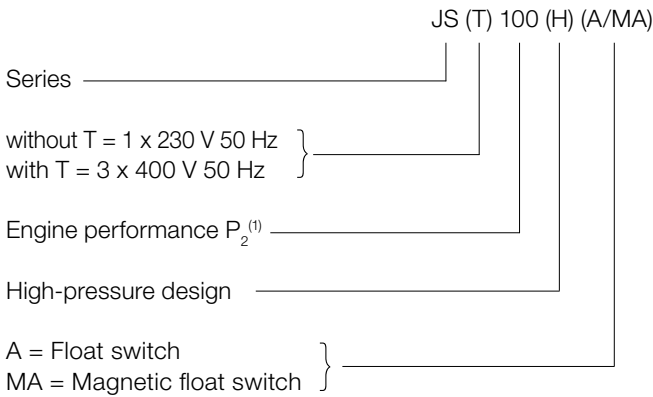 JS (T) 100 (H) (A/MA)
Series
without T = 1 x 230 V 50 Hz
with T = 3 x 400 V 50 Hz
Engine performance P₂⁽¹⁾
High-pressure design
A = Float switch
MA = Magnetic float switch